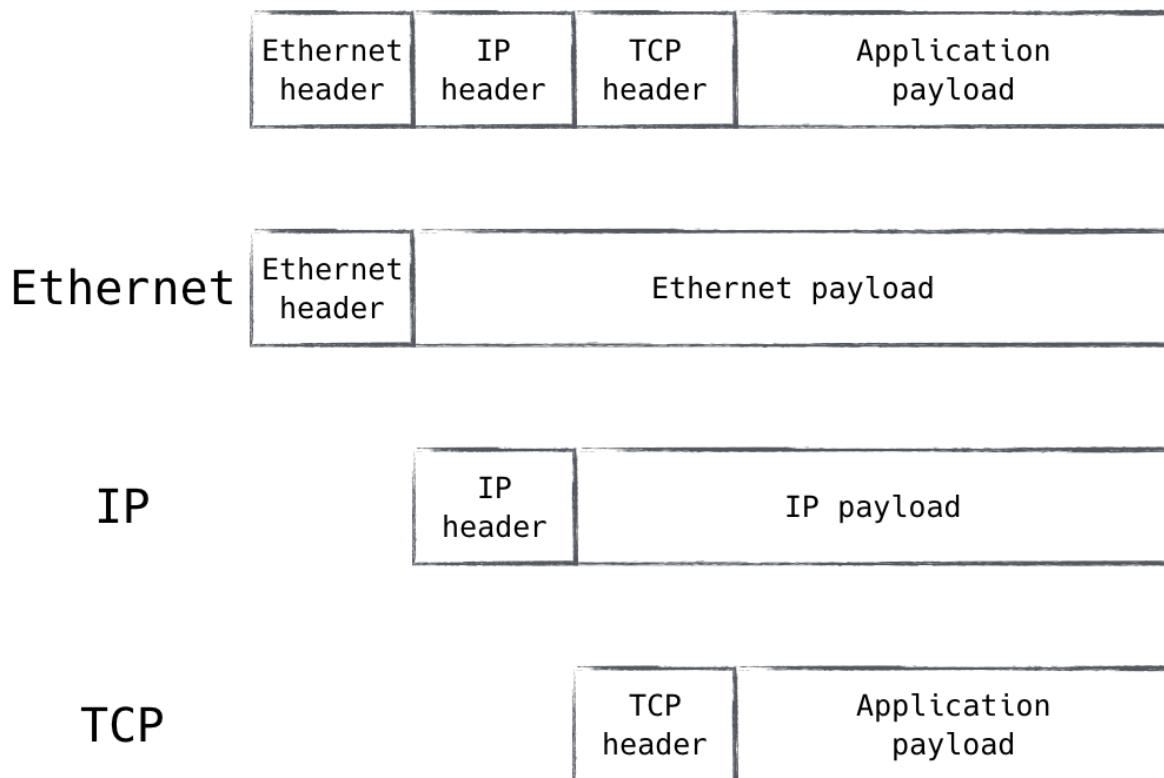 Ethernet header
IP header
TCP header
Application payload
Ethernet
Ethernet header
Ethernet payload
IP
IP header
IP payload
TCP
TCP header
Application payload